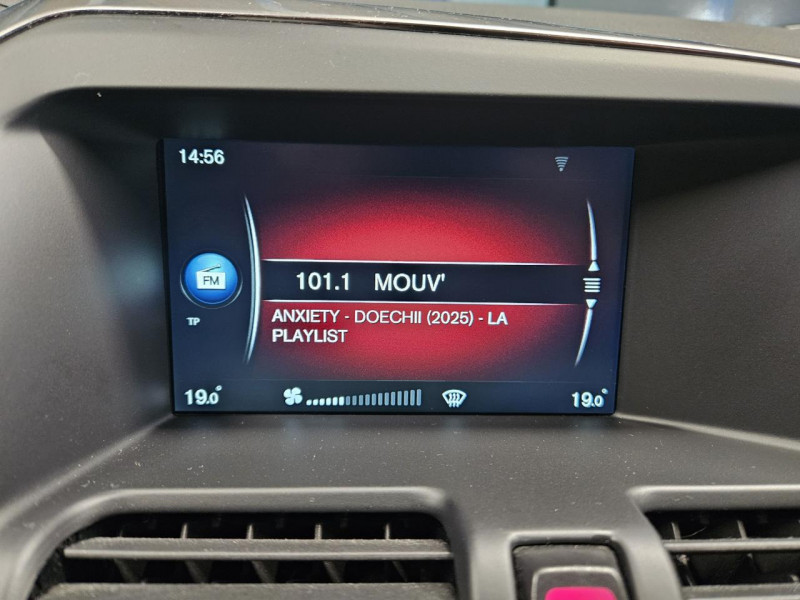 14:56
FM
101.1 MOUV'
TP
ANXIETY - DOECHII (2025) - LA
PLAYLIST
19.0° 19.0°